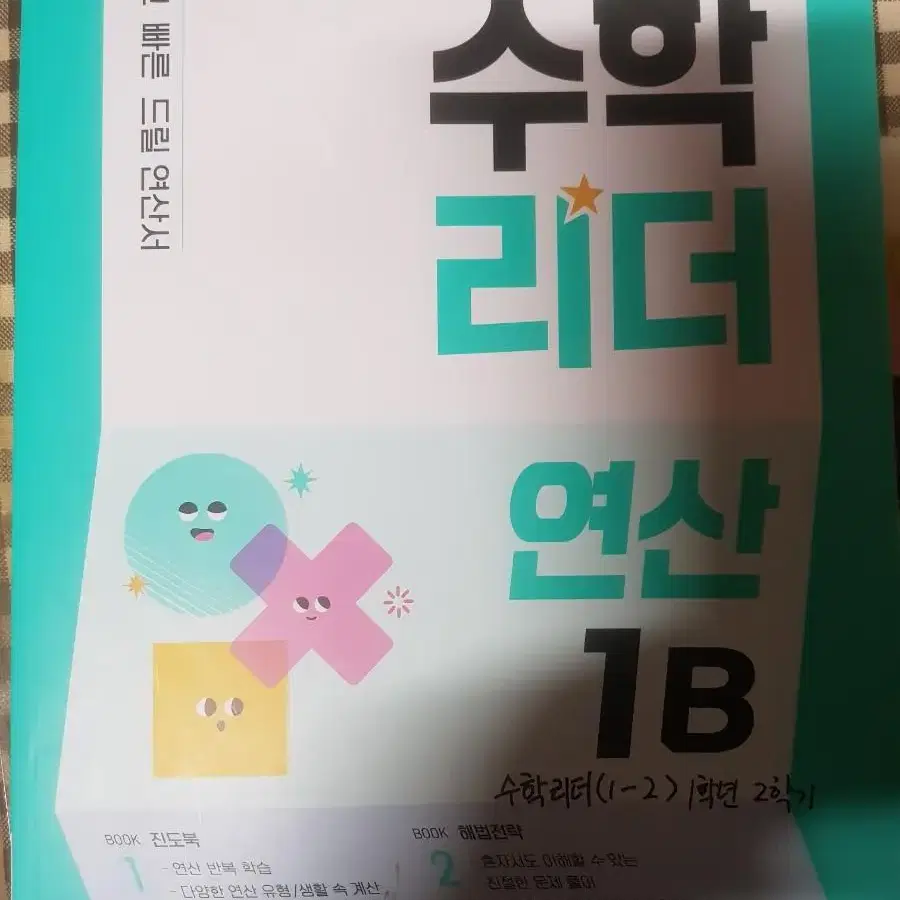 빠른 드릴 연산서
수학
리더
연산
1B
수학리더(1-2) 1학년 2학기
BOOK 진도북
1
- 연산 반복 학습
- 다양한 연산 유형/생활 속 계산
BOOK 해법전략
2
- 혼자서도 이해할 수 있는
친절한 문제 풀이